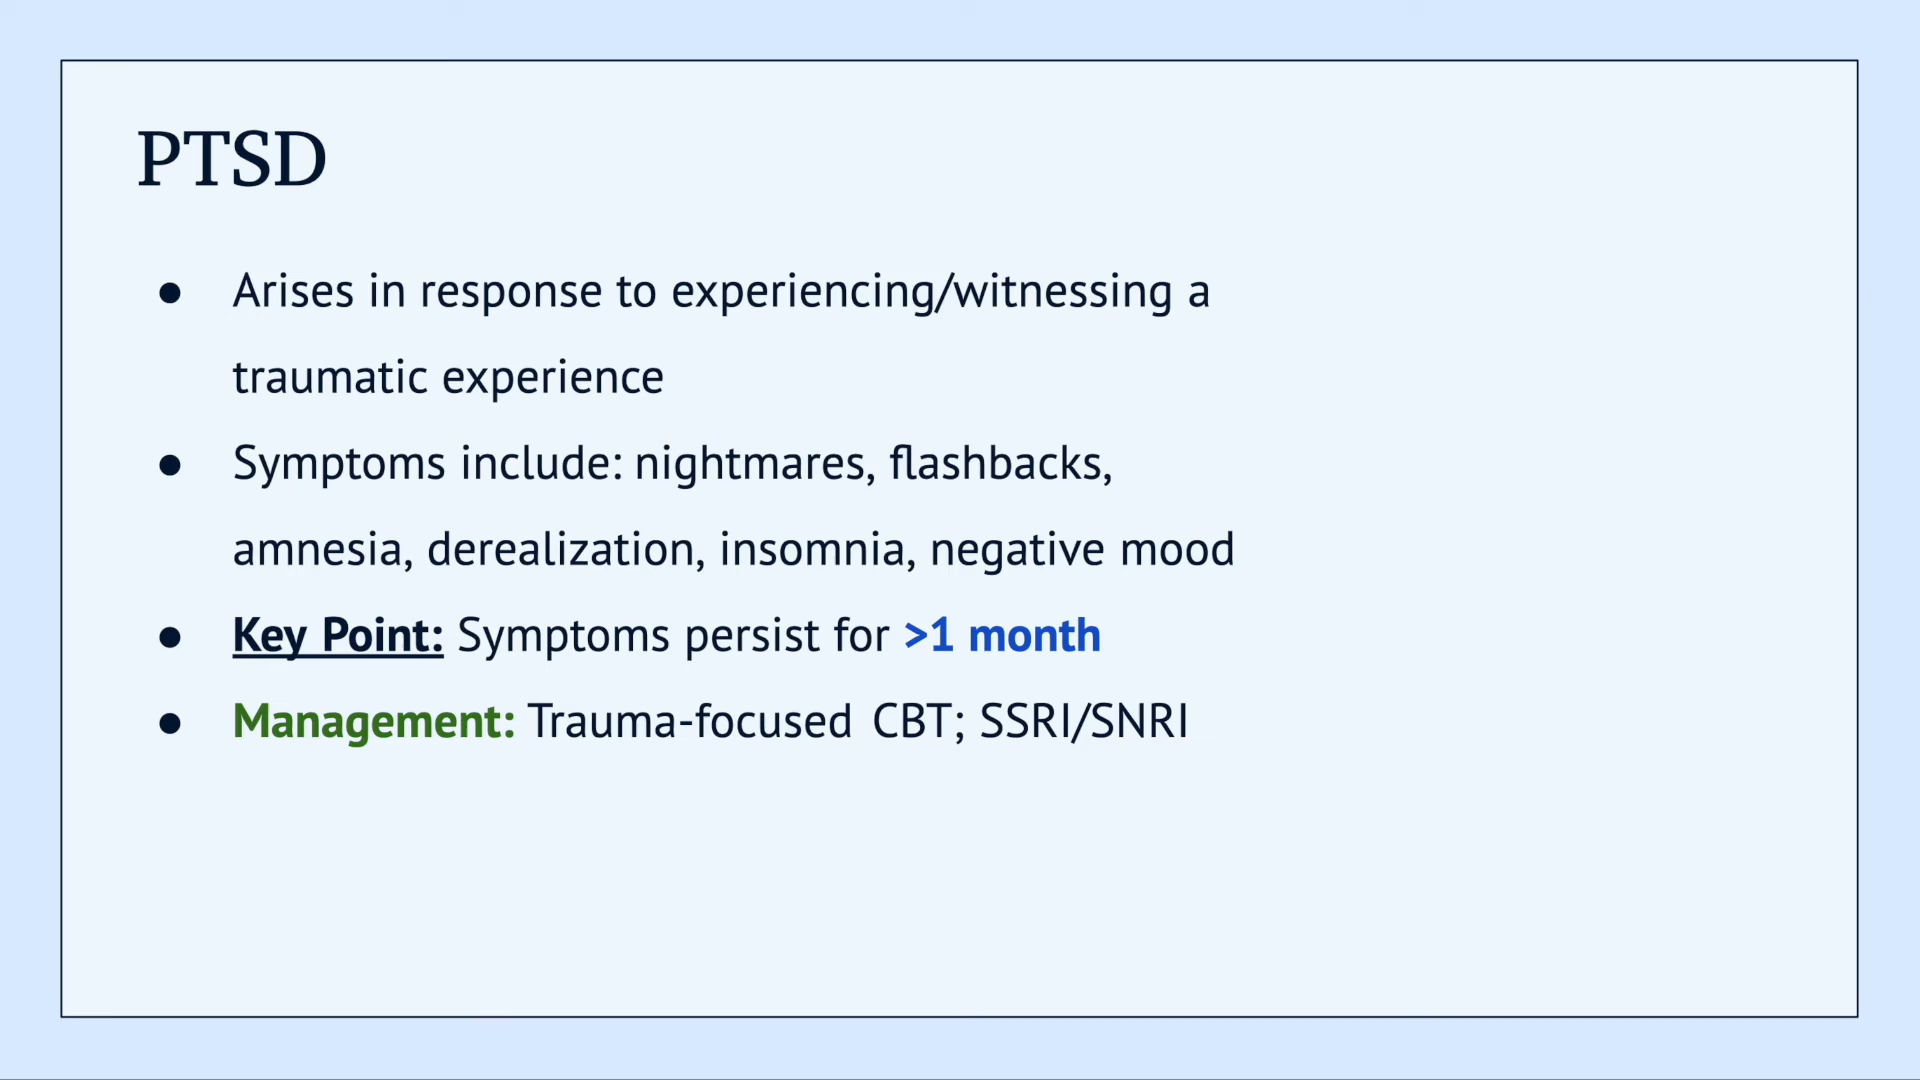 PTSD
● Arises in response to experiencing/witnessing a
traumatic experience
● Symptoms include: nightmares, flashbacks,
amnesia, derealization, insomnia, negative mood
● Key Point: Symptoms persist for >1 month
● Management: Trauma-focused CBT; SSRI/SNRI